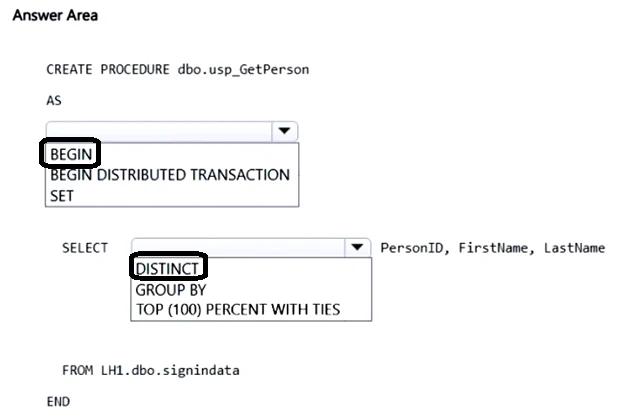 Answer Area
CREATE PROCEDURE dbo.usp_GetPerson
AS
BEGIN
BEGIN DISTRIBUTED TRANSACTION
SET
SELECT PersonID, FirstName, LastName
DISTINCT
GROUP BY
TOP (100) PERCENT WITH TIES
FROM LH1.dbo.signindata
END